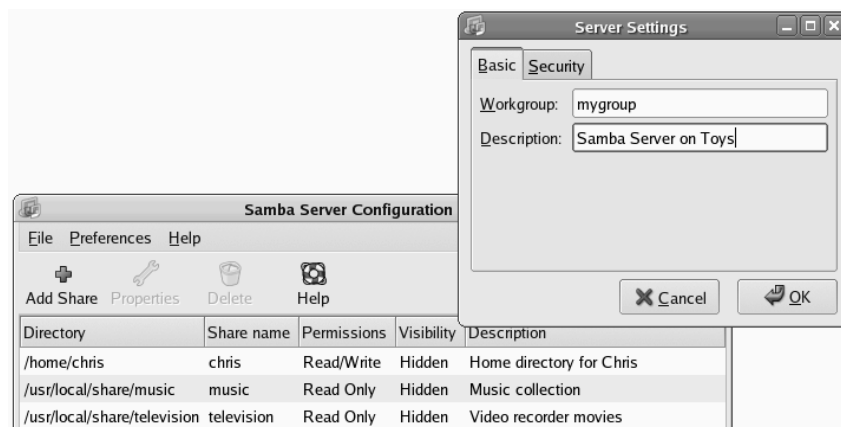 Server Settings
Basic Security
Workgroup: mygroup
Description: Samba Server on Toys
Cancel OK
Samba Server Configuration
File Preferences Help
Add Share Properties Delete Help
Directory Share name Permissions Visibility Description
/home/chris chris Read/Write Hidden Home directory for Chris
/usr/local/share/music music Read Only Hidden Music collection
/usr/local/share/television television Read Only Hidden Video recorder movies